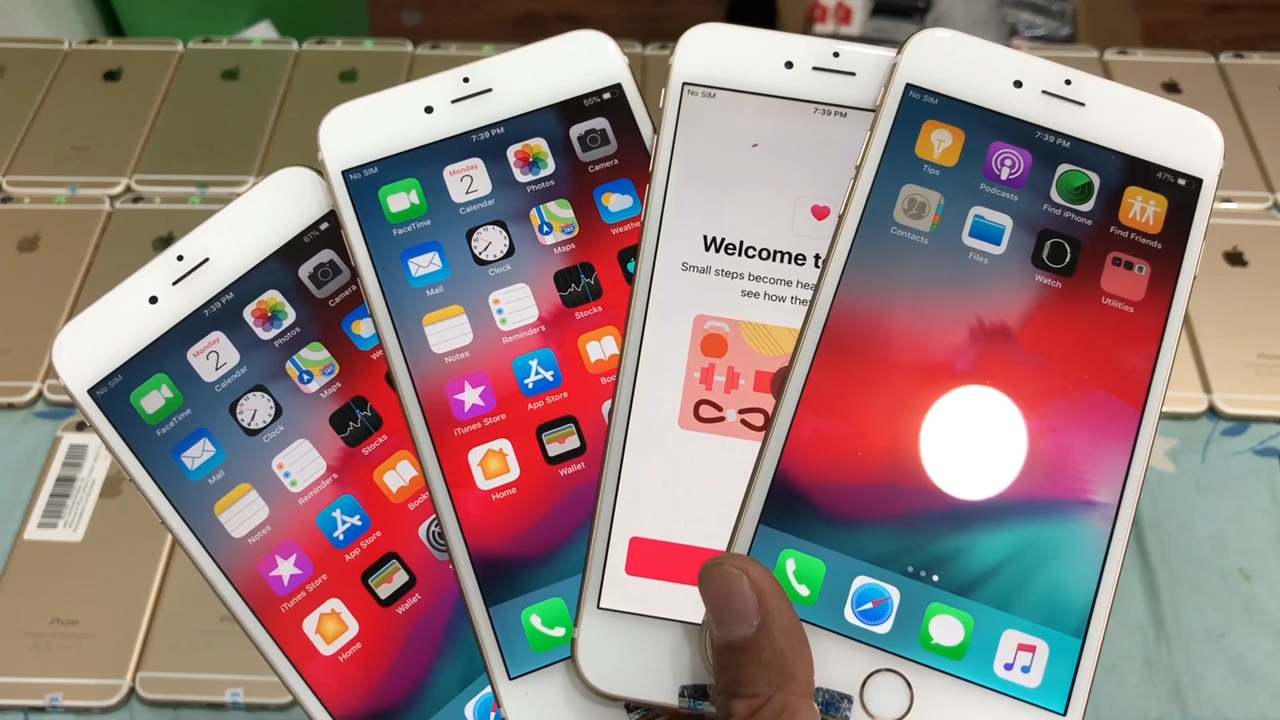 61%
7:39 PM
No SIM
Camera
Photos
Calendar
FaceTime
We
Maps
Clock
Mail
Stocks
Reminders
Notes
Books
App Store
iTunes Store
Wallet
Home
55%
7:39 PM
No SIM
Camera
Photos
Monday
2
Calendar
FaceTime
Weathe
Maps
Clock
Mail
Stocks
Reminders
Notes
Boo
App Store
iTunes Store
Wallet
Home
Monday
2
No SIM
7:39 PM
Welcome t
Small steps become hea
see how the
No SIM
7:39 PM
47%
Tips
Podcasts
Find iPhone
Find Friends
Contacts
Files
Watch
Utilities
iPhone